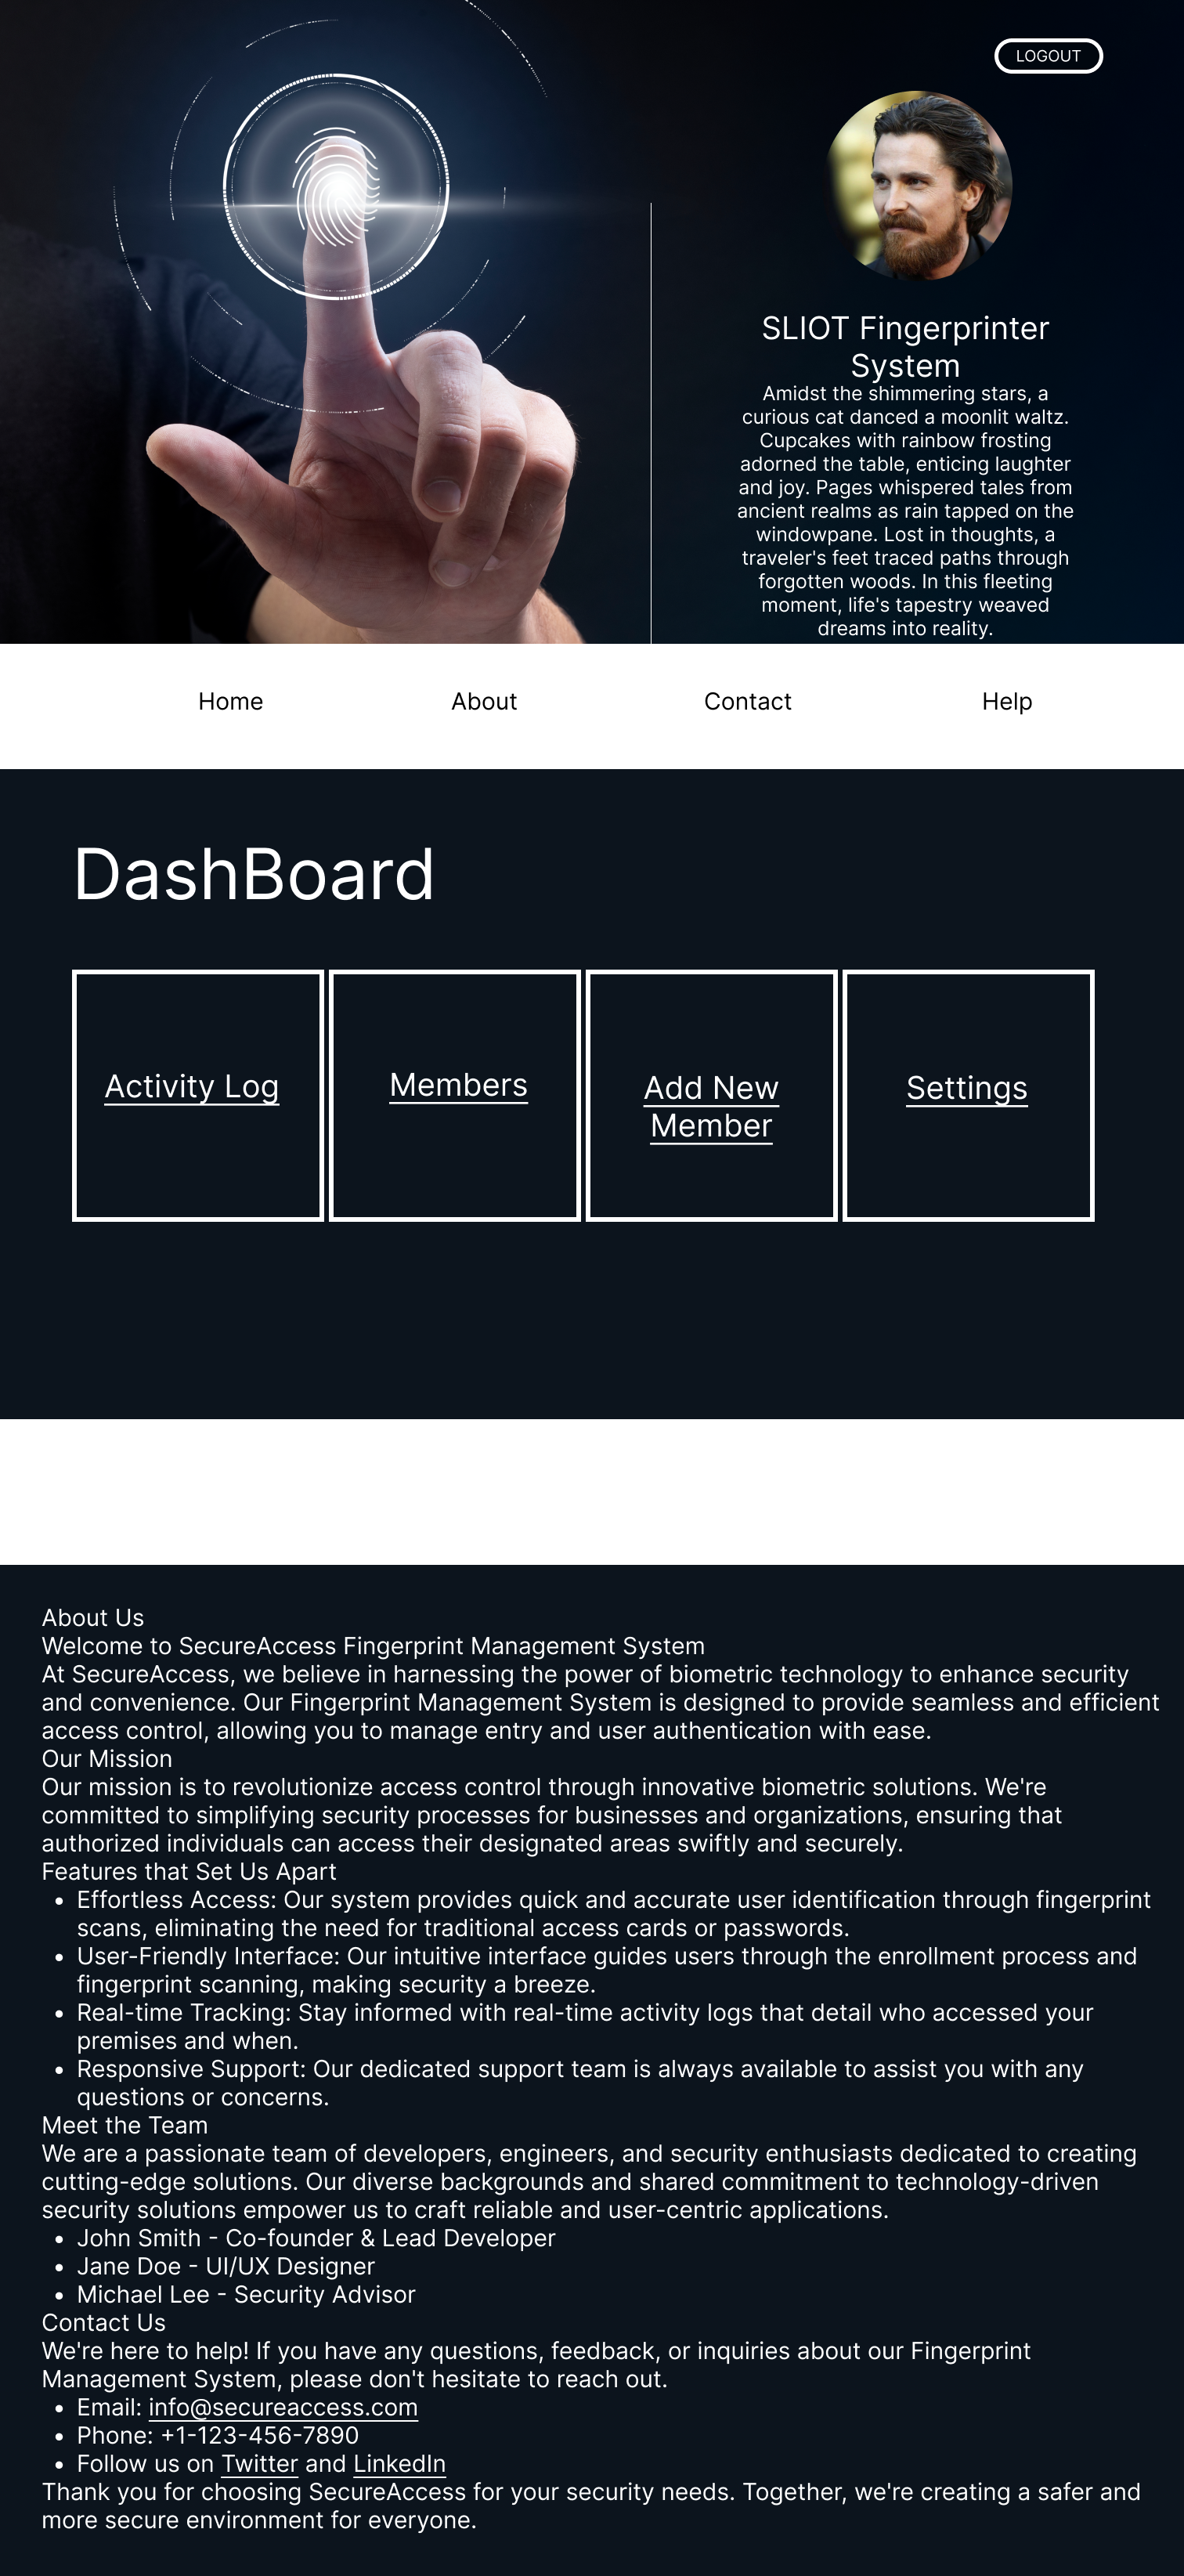 LOGOUT
SLIOT Fingerprinter
System
Amidst the shimmering stars, a
curious cat danced a moonlit waltz.
Cupcakes with rainbow frosting
adorned the table, enticing laughter
and joy. Pages whispered tales from
ancient realms as rain tapped on the
windowpane. Lost in thoughts, a
traveler's feet traced paths through
forgotten woods. In this fleeting
moment, life's tapestry weaved
dreams into reality.
Home About Contact Help
DashBoard
Activity Log
Members
Add New
Member
Settings
About Us
Welcome to SecureAccess Fingerprint Management System
At SecureAccess, we believe in harnessing the power of biometric technology to enhance security
and convenience. Our Fingerprint Management System is designed to provide seamless and efficient
access control, allowing you to manage entry and user authentication with ease.
Our Mission
Our mission is to revolutionize access control through innovative biometric solutions. We're
committed to simplifying security processes for businesses and organizations, ensuring that
authorized individuals can access their designated areas swiftly and securely.
Features that Set Us Apart
• Effortless Access: Our system provides quick and accurate user identification through fingerprint
scans, eliminating the need for traditional access cards or passwords.
• User-Friendly Interface: Our intuitive interface guides users through the enrollment process and
fingerprint scanning, making security a breeze.
• Real-time Tracking: Stay informed with real-time activity logs that detail who accessed your
premises and when.
• Responsive Support: Our dedicated support team is always available to assist you with any
questions or concerns.
Meet the Team
We are a passionate team of developers, engineers, and security enthusiasts dedicated to creating
cutting-edge solutions. Our diverse backgrounds and shared commitment to technology-driven
security solutions empower us to craft reliable and user-centric applications.
• John Smith - Co-founder & Lead Developer
• Jane Doe - UI/UX Designer
• Michael Lee - Security Advisor
Contact Us
We're here to help! If you have any questions, feedback, or inquiries about our Fingerprint
Management System, please don't hesitate to reach out.
• Email: info@secureaccess.com
• Phone: +1-123-456-7890
• Follow us on Twitter and LinkedIn
Thank you for choosing SecureAccess for your security needs. Together, we're creating a safer and
more secure environment for everyone.